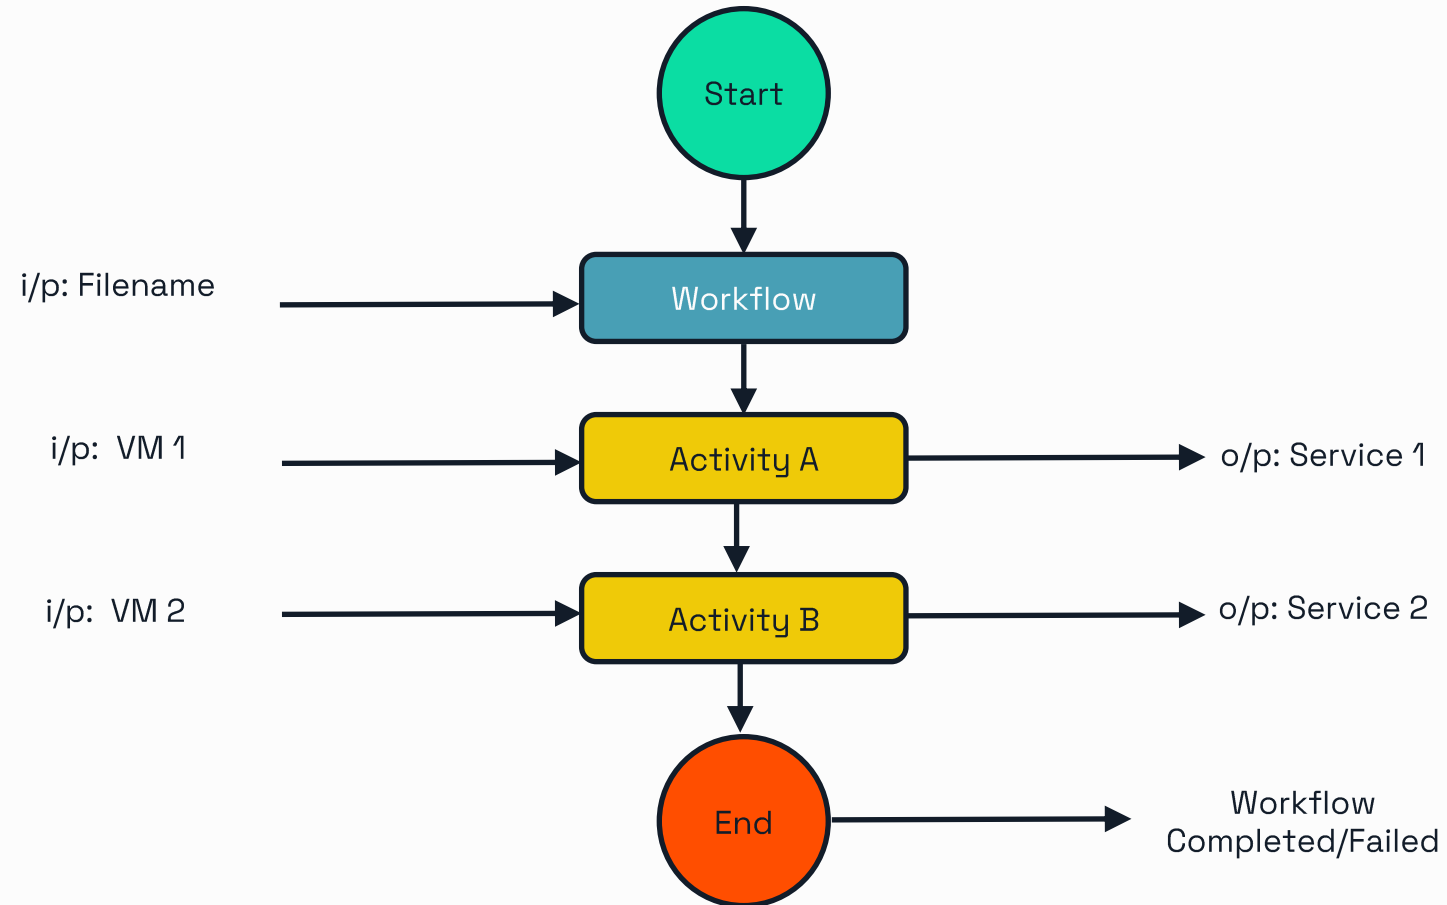 Start
i/p: Filename
Workflow
i/p: VM 1
Activity A
o/p: Service 1
i/p: VM 2
Activity B
o/p: Service 2
End
Workflow
Completed/Failed